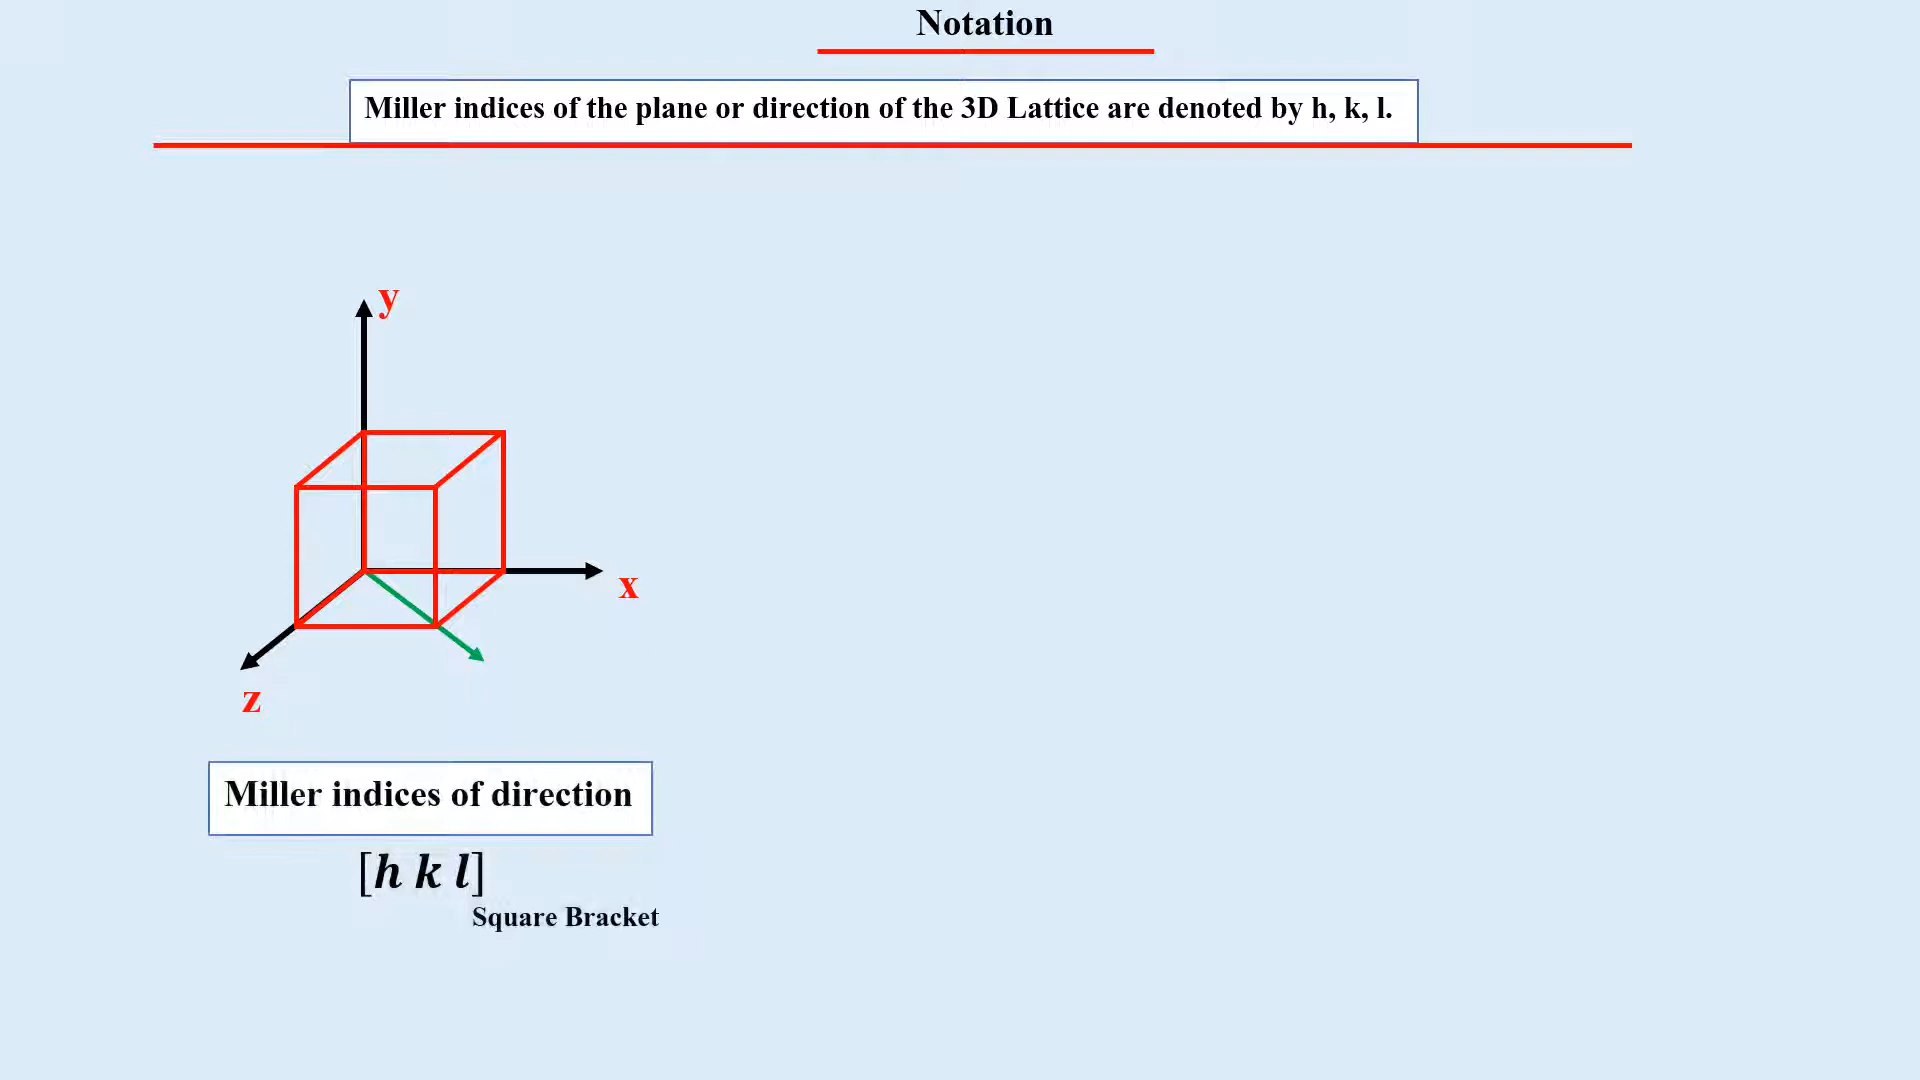 Notation
Miller indices of the plane or direction of the 3D Lattice are denoted by h, k, l.
y
x
z
Miller indices of direction
[h k l]
Square Bracket